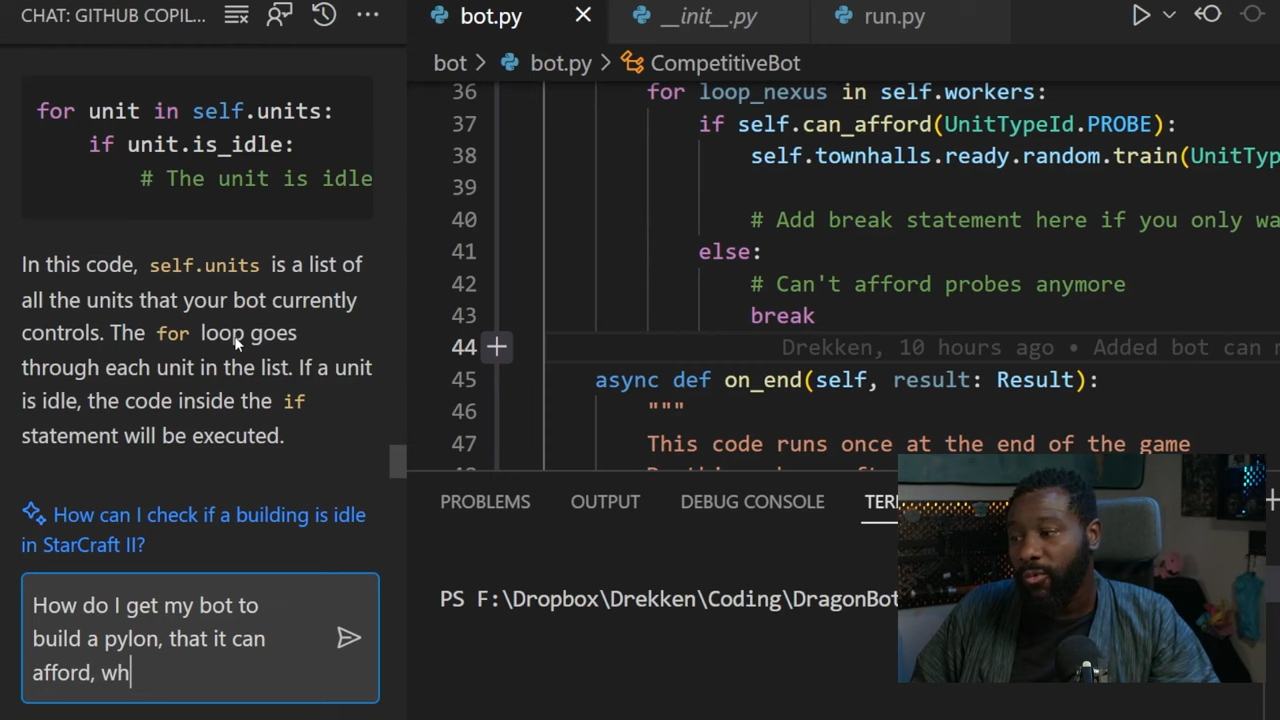 CHAT: GITHUB COPIL...
for unit in self.units:
if unit.is_idle:
# The unit is idle
In this code, self.units is a list of
all the units that your bot currently
controls. The for loop goes
through each unit in the list. If a unit
is idle, the code inside the if
statement will be executed.
How can I check if a building is idle
in StarCraft II?
How do I get my bot to
build a pylon, that it can
afford, wh
bot.py
__init__.py
run.py
bot > bot.py > CompetitiveBot
36 for loop_nexus in self.workers:
37 if self.can_afford(UnitTypeId.PROBE):
38 self.townhalls.ready.random.train(UnitTyp
39
40 # Add break statement here if you only wa
41 else:
42 # Can't afford probes anymore
43 break
44 Drekken, 10 hours ago • Added bot can
45 async def on_end(self, result: Result):
46 """
47 This code runs once at the end of the game
PROBLEMS OUTPUT DEBUG CONSOLE TER
PS F:\Dropbox\Drekken\Coding\DragonBot